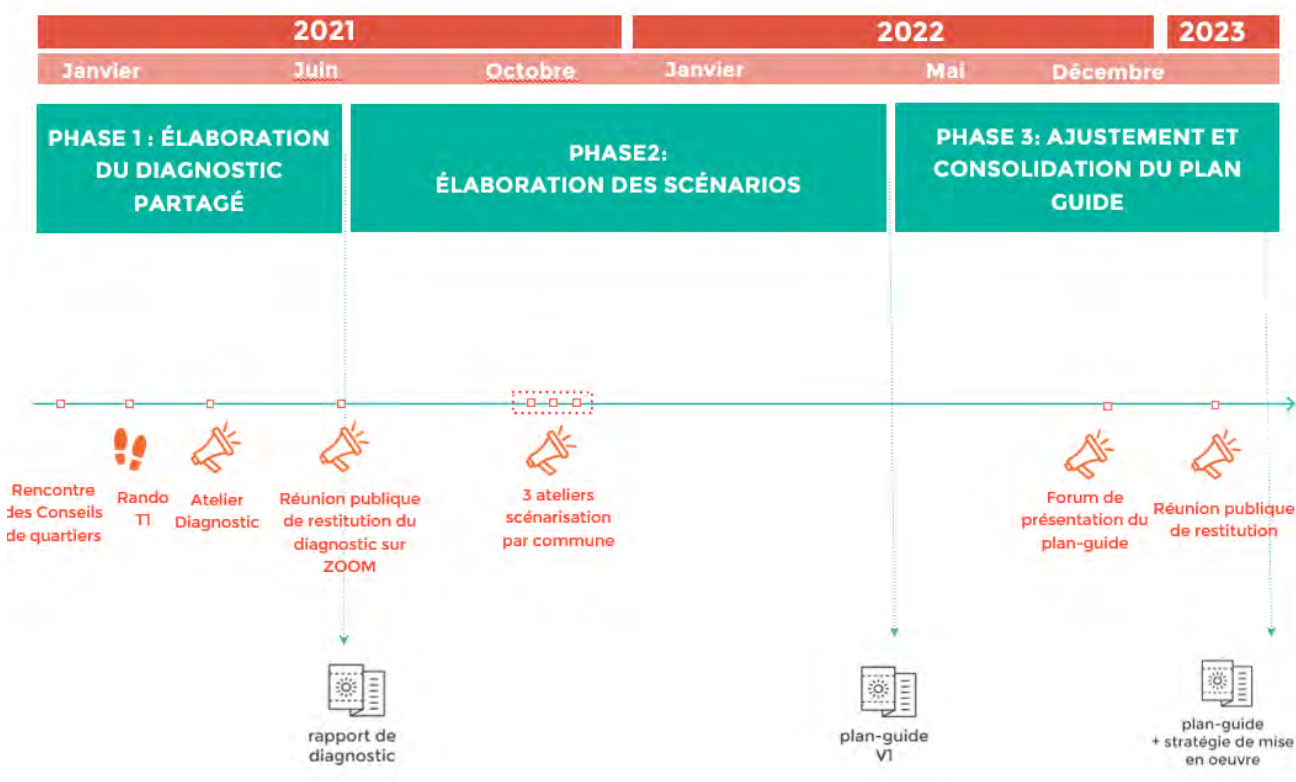 2021
2022
2023
Janvier
Juin
Octobre
Janvier
Mai
Décembre
PHASE 1 : ÉLABORATION
DU DIAGNOSTIC
PARTAGÉ
PHASE2:
ÉLABORATION DES SCÉNARIOS
PHASE 3: AJUSTEMENT ET
CONSOLIDATION DU PLAN
GUIDE
Rencontre
des Conseils
de quartiers
Rando
T1
Atelier
Diagnostic
Réunion publique
de restitution du
diagnostic sur
ZOOM
3 ateliers
scénarisation
par commune
Forum de
présentation du
plan-guide
Réunion publique
de restitution
rapport de
diagnostic
plan-guide
V1
plan-guide
+ stratégie de mise
en oeuvre